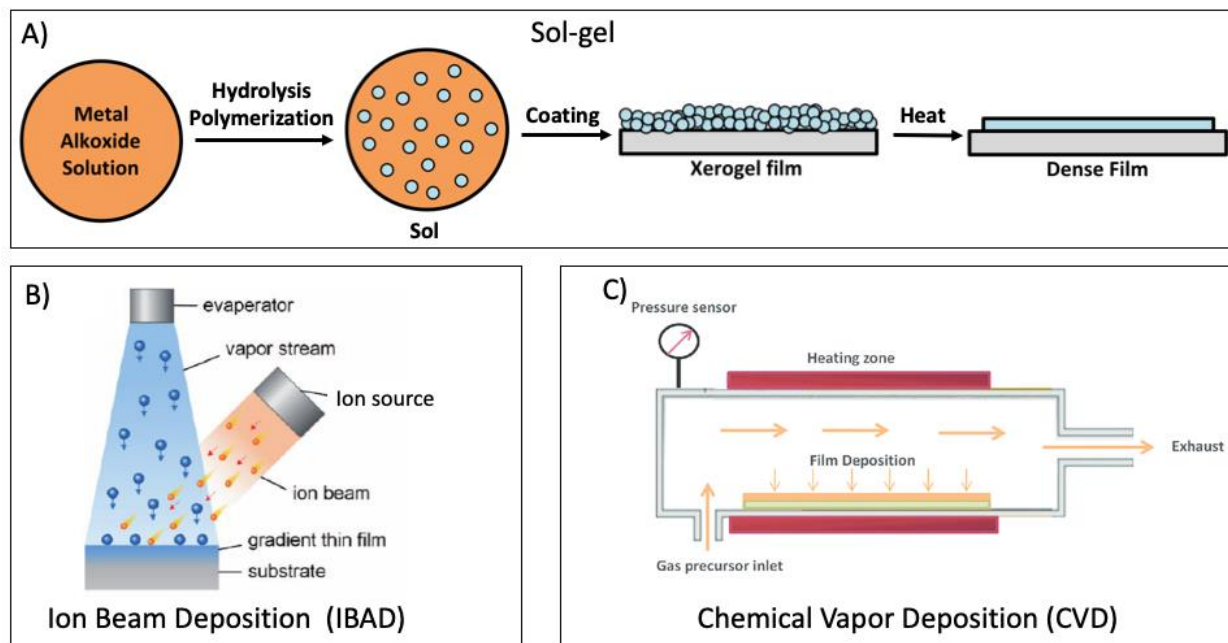 A)
Sol-gel
Metal
Alkoxide
Solution
Hydrolysis
Polymerization
Sol
Coating
Xerogel film
Heat
Dense Film
B)
evaperator
vapor stream
Ion source
ion beam
gradient thin film
substrate
Ion Beam Deposition (IBAD)
C)
Pressure sensor
Heating zone
Film Deposition
Exhaust
Gas precursor inlet
Chemical Vapor Deposition (CVD)